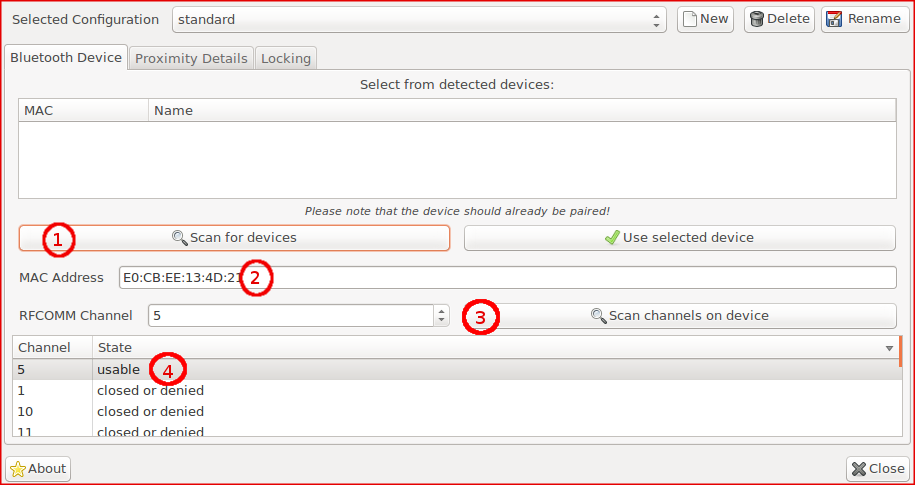 Selected Configuration standard New Delete Rename
Bluetooth Device Proximity Details Locking
Select from detected devices:
MAC Name
Please note that the device should already be paired!
1 Scan for devices Use selected device
MAC Address E0:CB:EE:13:4D:21 2
RFCOMM Channel 5 3 Scan channels on device
Channel State
5 usable 4
1 closed or denied
10 closed or denied
11 closed or denied
About Close